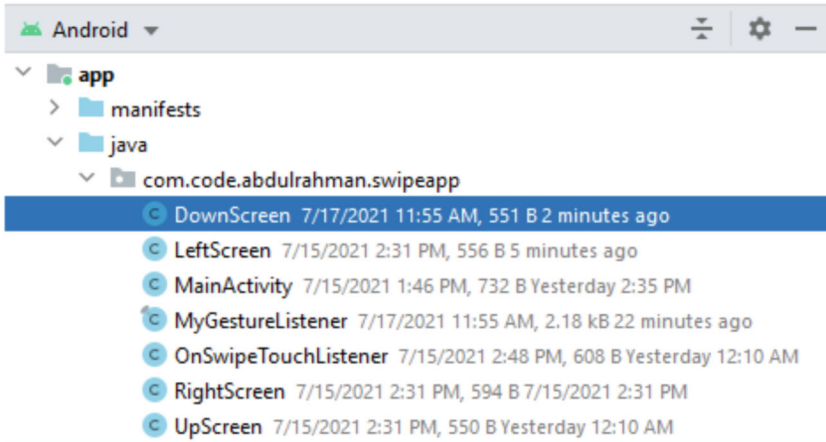 Android
app
manifests
java
com.code.abdulrahman.swipeapp
DownScreen 7/17/2021 11:55 AM, 551 B 2 minutes ago
LeftScreen 7/15/2021 2:31 PM, 556 B 5 minutes ago
MainActivity 7/15/2021 1:46 PM, 732 B Yesterday 2:35 PM
MyGestureListener 7/17/2021 11:55 AM, 2.18 kB 22 minutes ago
OnSwipeTouchListener 7/15/2021 2:48 PM, 608 B Yesterday 12:10 AM
RightScreen 7/15/2021 2:31 PM, 594 B 7/15/2021 2:31 PM
UpScreen 7/15/2021 2:31 PM, 550 B Yesterday 12:10 AM